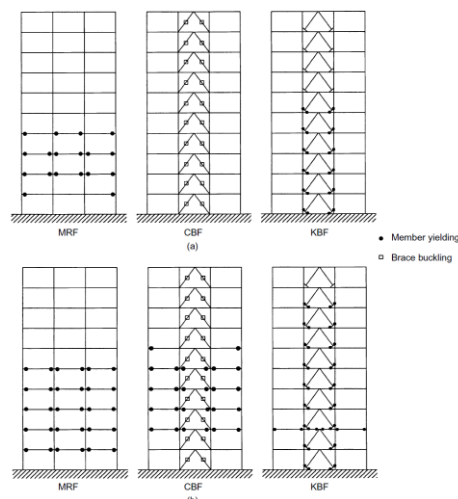 MRF CBF KBF
(a)
Member yielding
Brace buckling
MRF CBF KBF
(b)